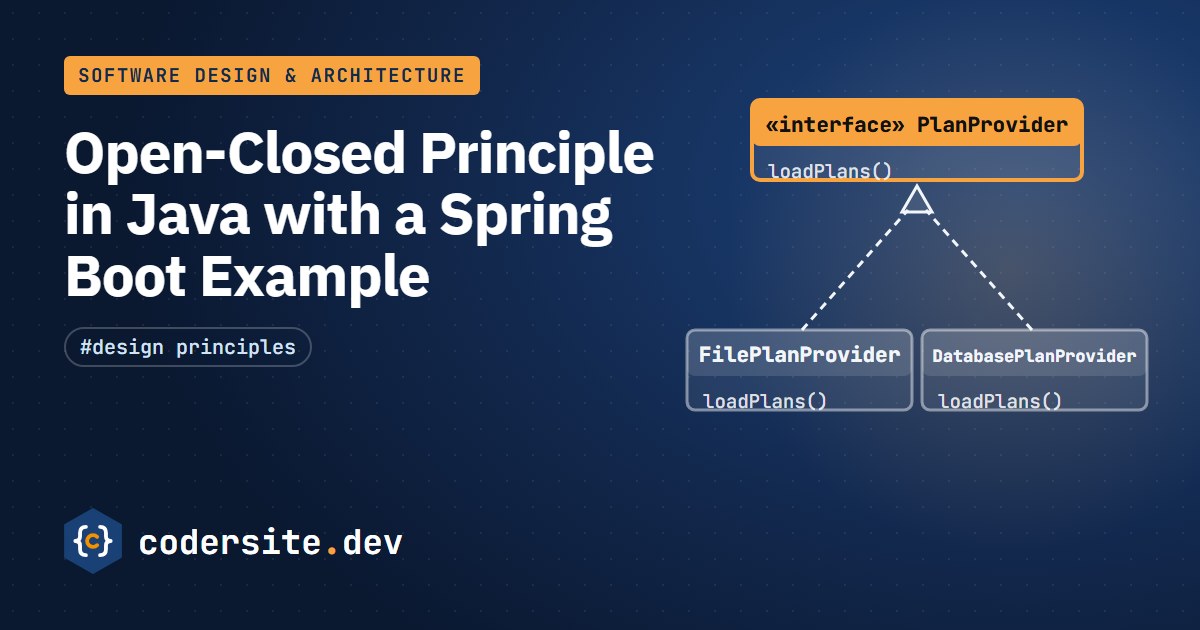 SOFTWARE DESIGN & ARCHITECTURE
Open-Closed Principle
in Java with a Spring
Boot Example
#design principles
«interface» PlanProvider
loadPlans()
FilePlanProvider
loadPlans()
DatabasePlanProvider
loadPlans()
{c}
codersite.dev